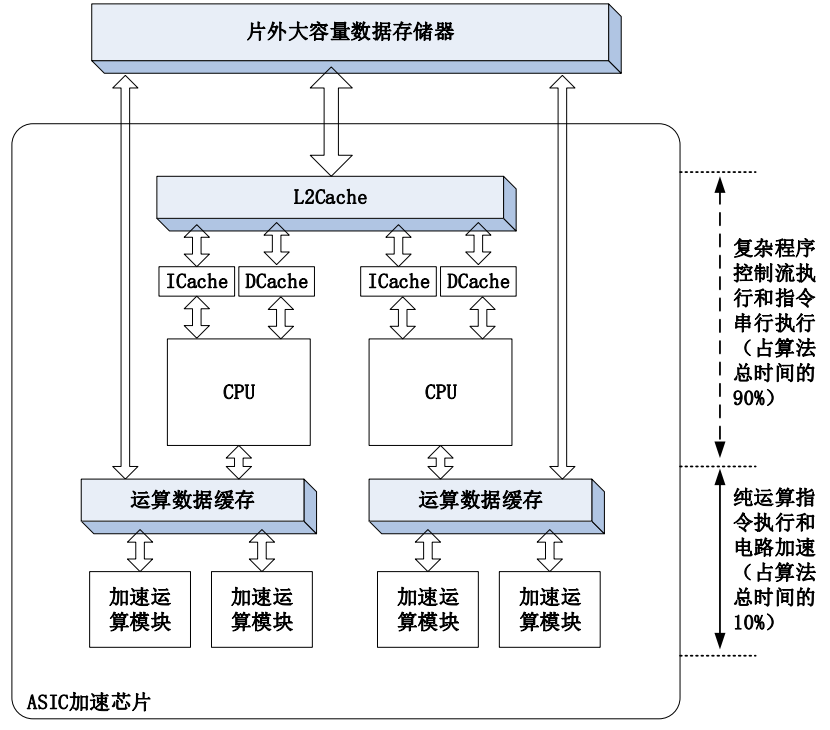 片外大容量数据存储器
L2Cache
ICache
DCache
ICache
DCache
CPU
CPU
复杂程序
控制流执
行和指令
串行执行
（占算法
总时间的
90%）
运算数据缓存
运算数据缓存
加速运
算模块
加速运
算模块
加速运
算模块
加速运
算模块
纯运算指
令执行和
电路加速
（占算法
总时间的
10%）
ASIC加速芯片